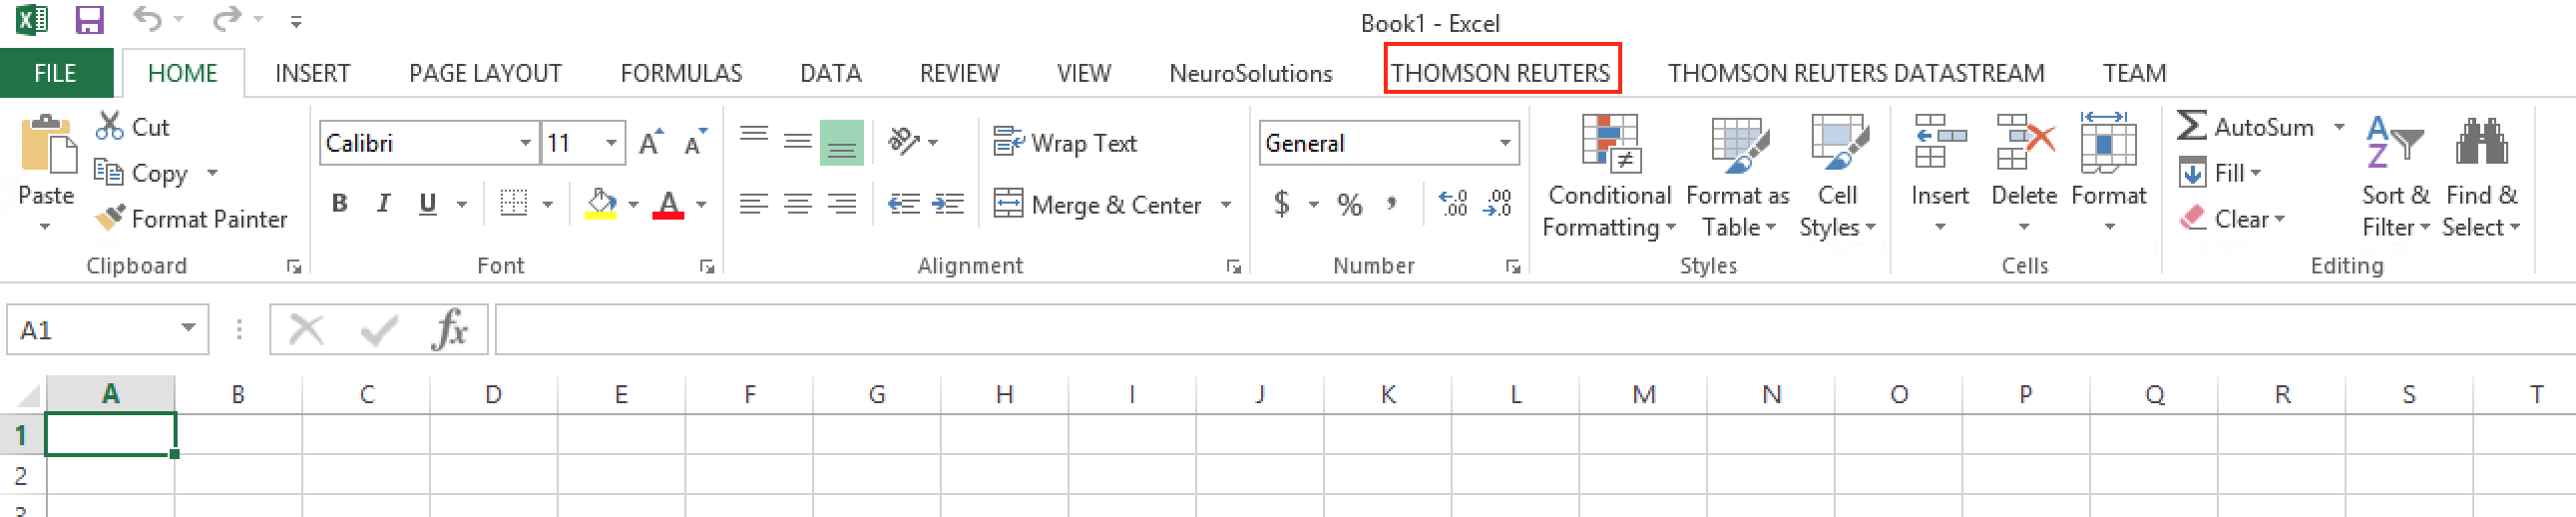 Book1 - Excel
FILE HOME INSERT PAGE LAYOUT FORMULAS DATA REVIEW VIEW NeuroSolutions THOMSON REUTERS THOMSON REUTERS DATASTREAM TEAM
Paste
Cut
Copy
Format Painter
Clipboard
Calibri 11
B I U A
Font
Wrap Text
Merge & Center
Alignment
General
$ % ,
Number
Conditional Formatting
Format as Table
Cell Styles
Styles
Insert
Delete
Format
Cells
AutoSum
Fill
Clear
Sort & Filter
Find & Select
Editing
A1 fx
A B C D E F G H I J K L M N O P Q R S T
1
2
3